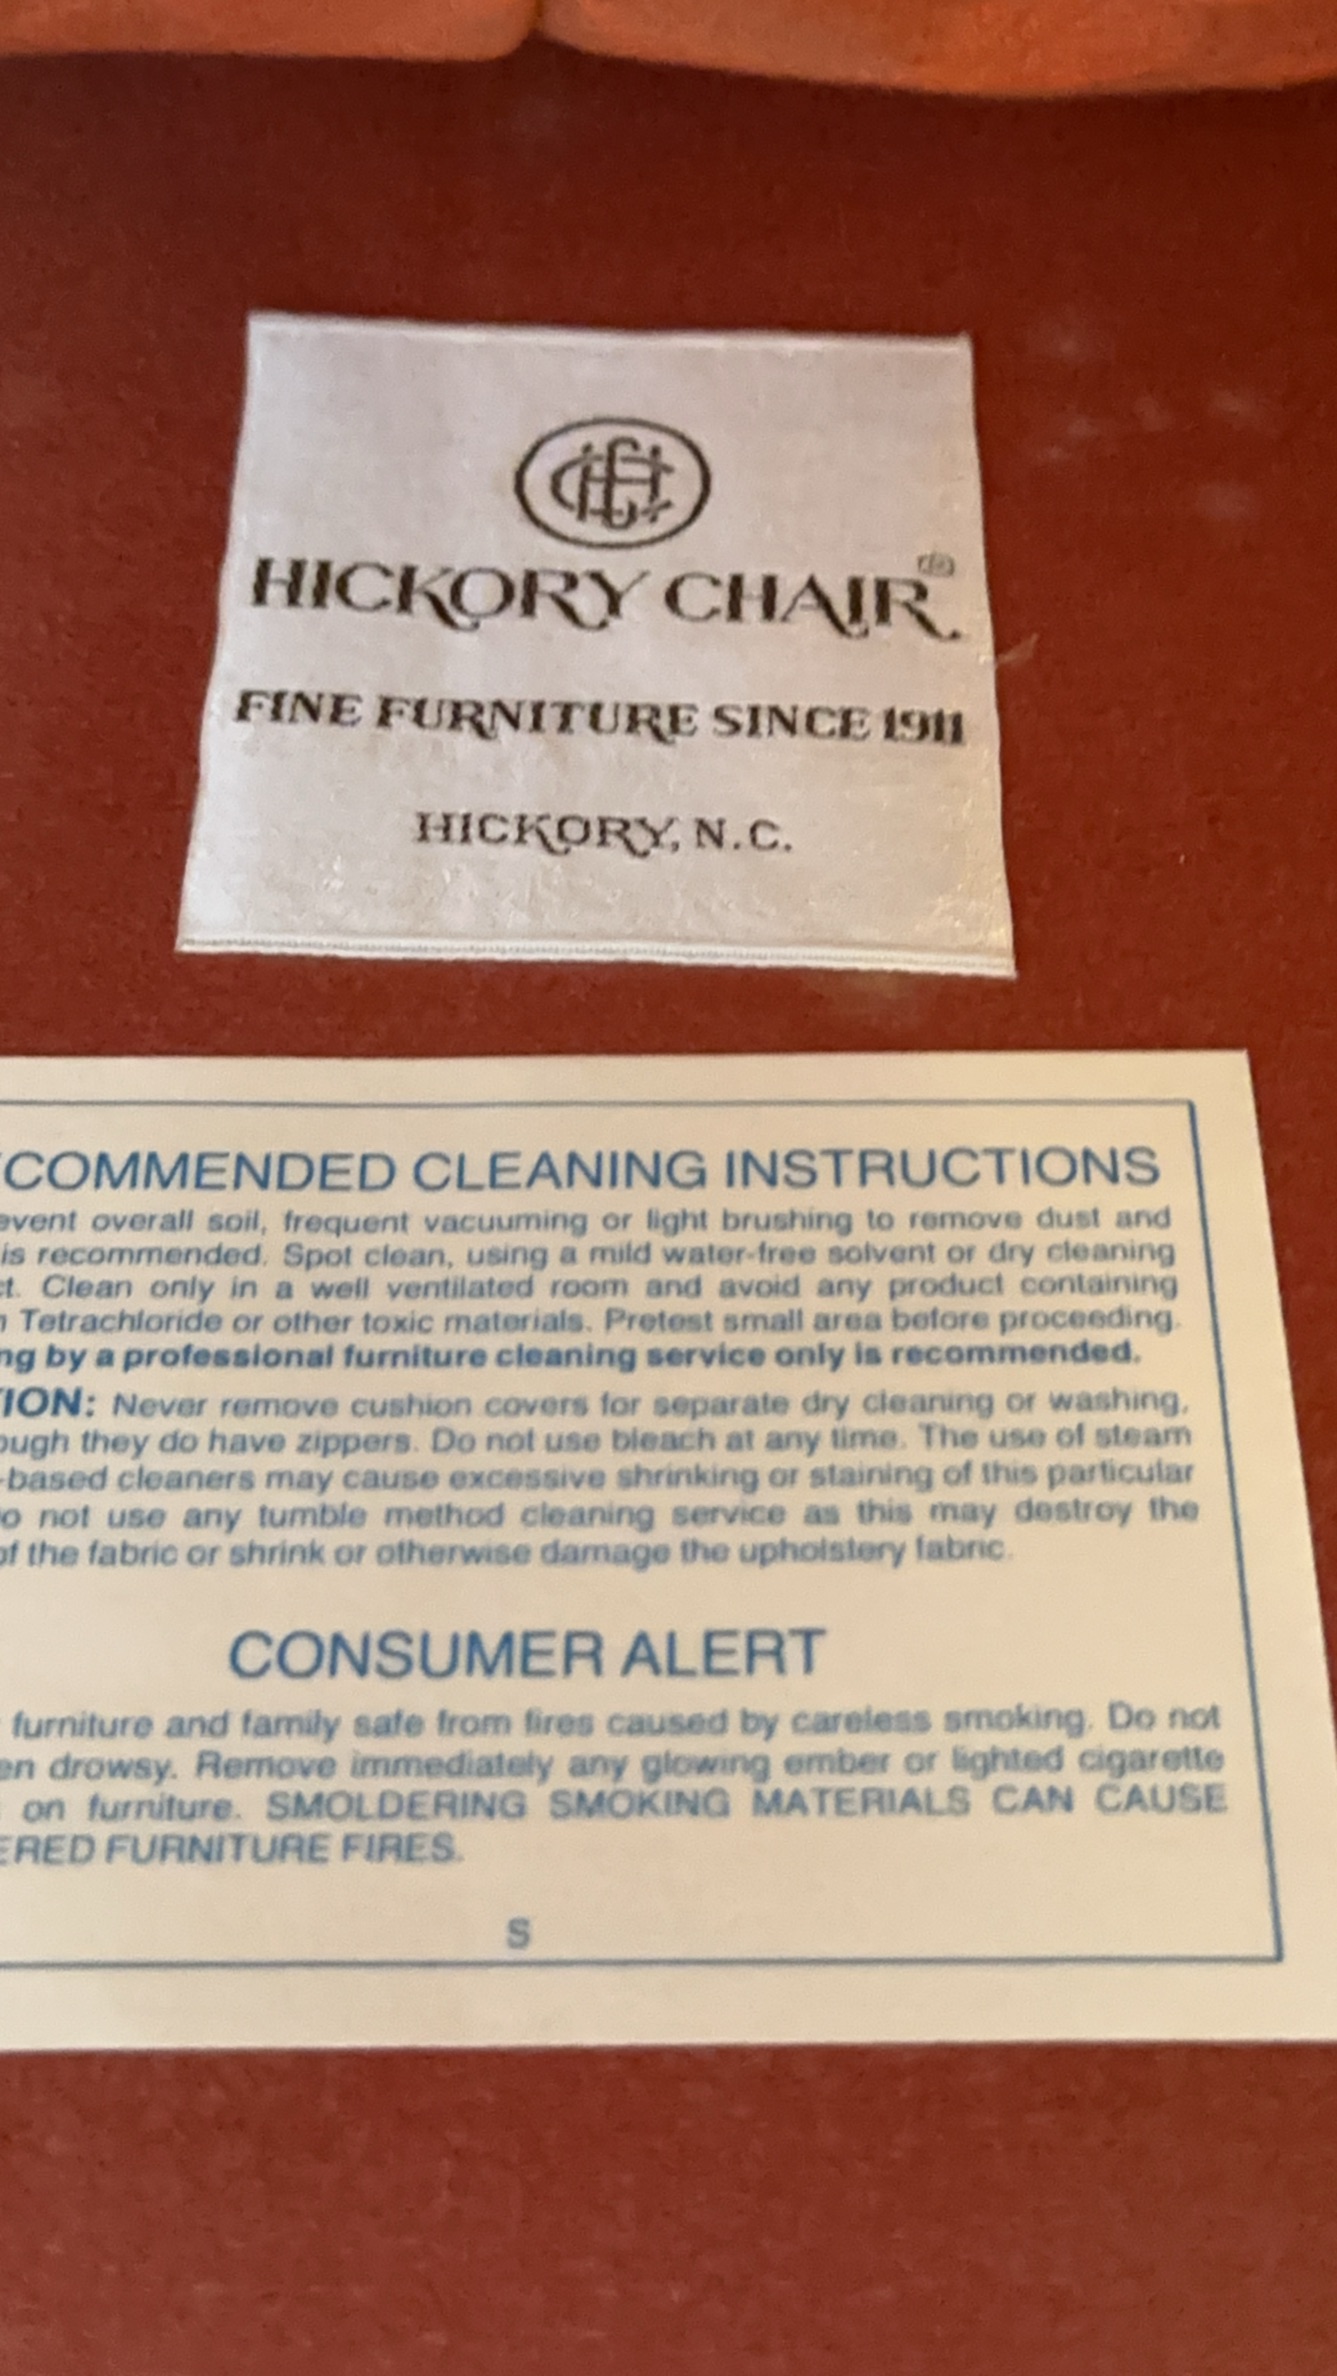 HC
HICKORY CHAIR
FINE FURNITURE SINCE 1911
HICKORY, N.C.
COMMENDED CLEANING INSTRUCTIONS
event overall soil, frequent vacuuming or light brushing to remove dust and
is recommended. Spot clean, using a mild water-free solvent or dry cleaning
ct. Clean only in a well ventilated room and avoid any product containing
n Tetrachloride or other toxic materials. Pretest small area before proceeding.
ng by a professional furniture cleaning service only is recommended.
TION: Never remove cushion covers for separate dry cleaning or washing,
ough they do have zippers. Do not use bleach at any time. The use of steam
-based cleaners may cause excessive shrinking or staining of this particular
o not use any tumble method cleaning service as this may destroy the
of the fabric or shrink or otherwise damage the upholstery fabric.
CONSUMER ALERT
furniture and family safe from fires caused by careless smoking. Do not
en drowsy. Remove immediately any glowing ember or lighted cigarette
on furniture. SMOLDERING SMOKING MATERIALS CAN CAUSE
ERED FURNITURE FIRES.
S